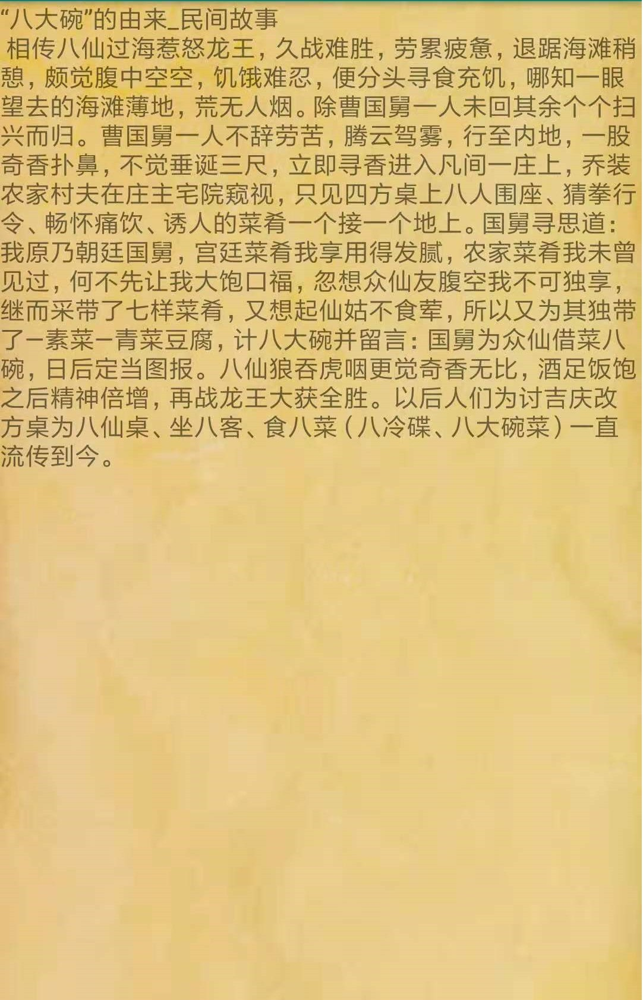 “八大碗”的由来_民间故事
相传八仙过海惹怒龙王，久战难胜，劳累疲惫，退踞海滩稍
憩，颇觉腹中空空，饥饿难忍，便分头寻食充饥，哪知一眼
望去的海滩薄地，荒无人烟。除曹国舅一人未回其余个个扫
兴而归。曹国舅一人不辞劳苦，腾云驾雾，行至内地，一股
奇香扑鼻，不觉垂诞三尺，立即寻香进入凡间一庄上，乔装
农家村夫在庄主宅院窥视，只见四方桌上八人围座、猜拳行
令、畅怀痛饮、诱人的菜肴一个接一个地上。国舅寻思道：
我原乃朝廷国舅，宫廷菜肴我享用得发腻，农家菜肴我未曾
见过，何不先让我大饱口福，忽想众仙友腹空我不可独享，
继而采带了七样菜肴，又想起仙姑不食荤，所以又为其独带
了一素菜—青菜豆腐，计八大碗并留言：国舅为众仙借菜八
碗，日后定当图报。八仙狼吞虎咽更觉奇香无比，酒足饭饱
之后精神倍增，再战龙王大获全胜。以后人们为讨吉庆改
方桌为八仙桌、坐八客、食八菜（八冷碟、八大碗菜）一直
流传到今。